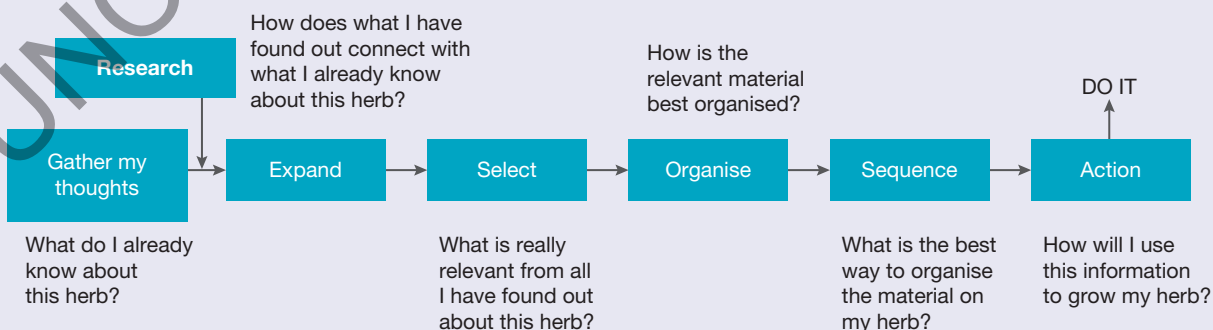 How does what I have
found out connect with
what I already know
about this herb?
Research
How is the
relevant material
best organised?
DO IT
Gather my
thoughts
Expand
Select
Organise
Sequence
Action
What do I already
know about
this herb?
What is really
relevant from all
I have found out
about this herb?
What is the best
way to organise
the material on
my herb?
How will I use
this information
to grow my herb?
UNC